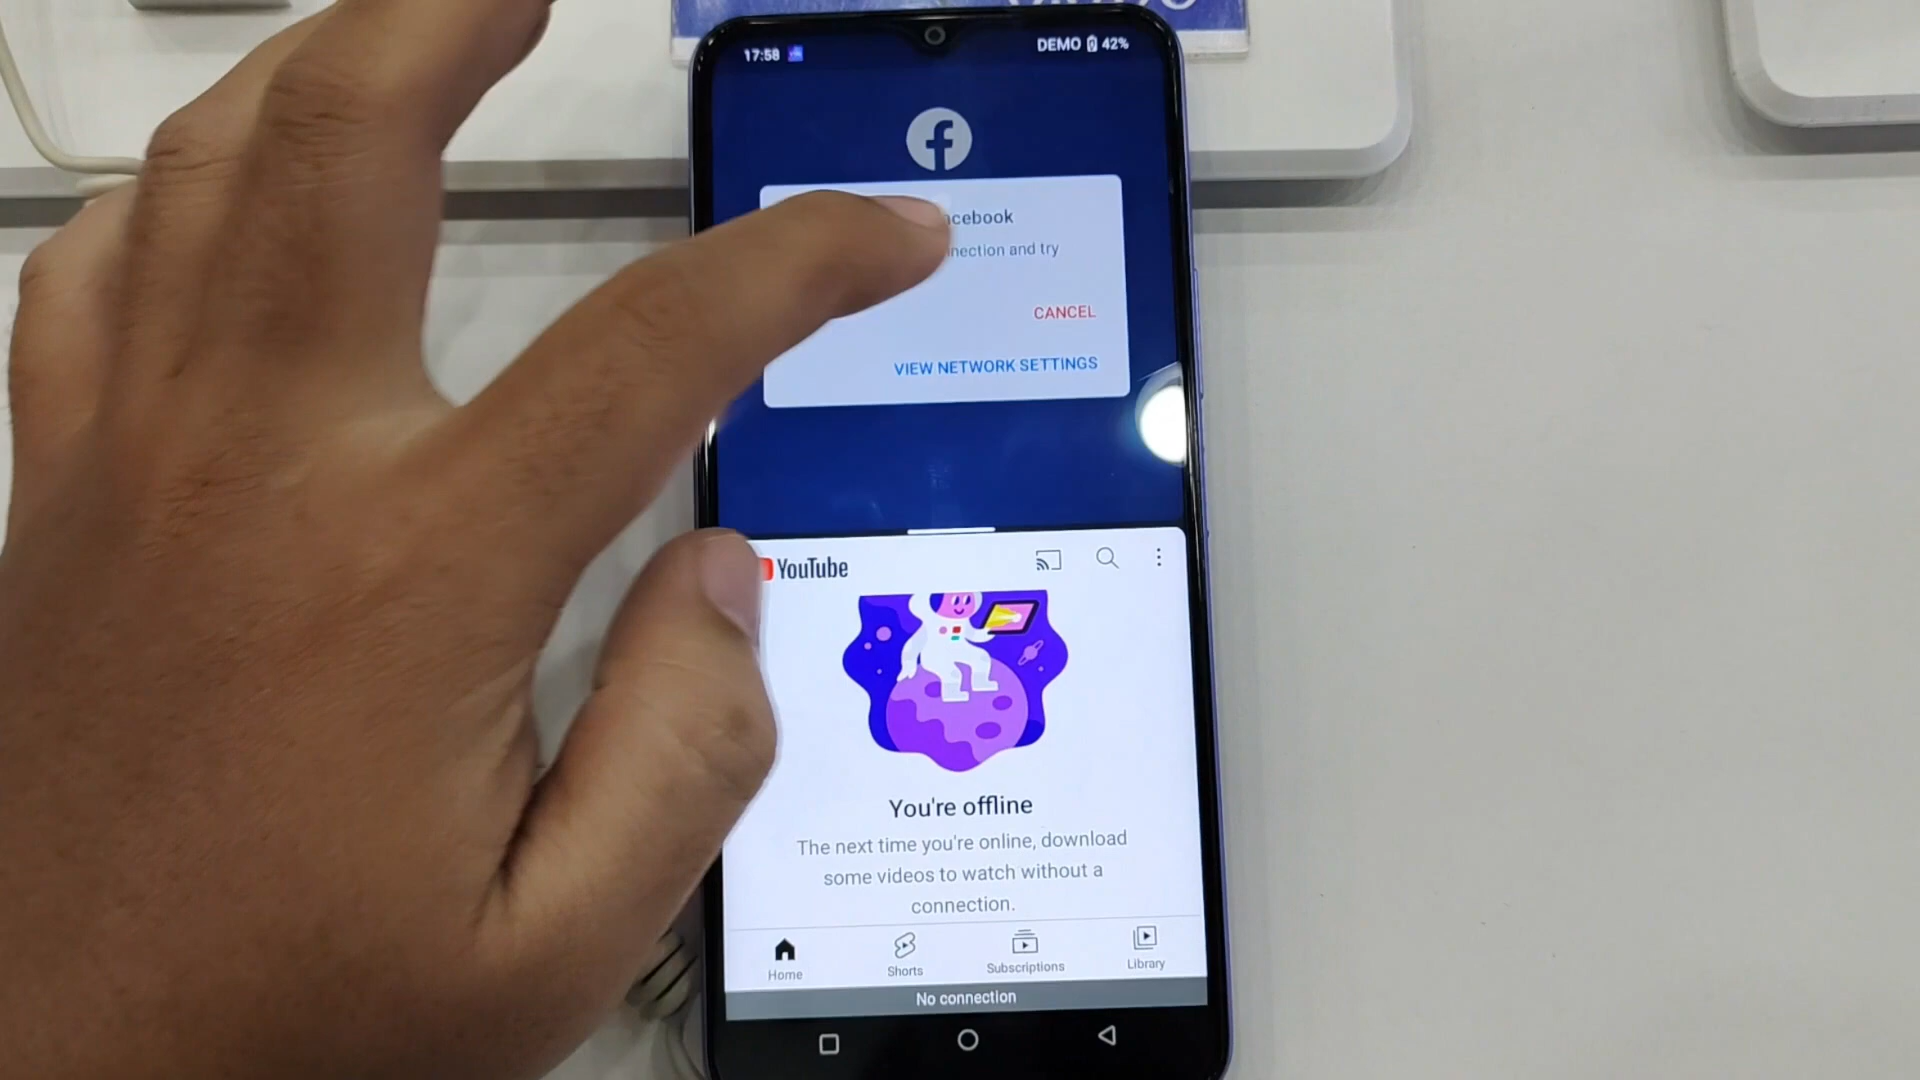 17:58 DEMO 42%
acebook
nection and try
CANCEL
VIEW NETWORK SETTINGS
YouTube
You're offline
The next time you're online, download
some videos to watch without a
connection.
Home Shorts Subscriptions Library
No connection